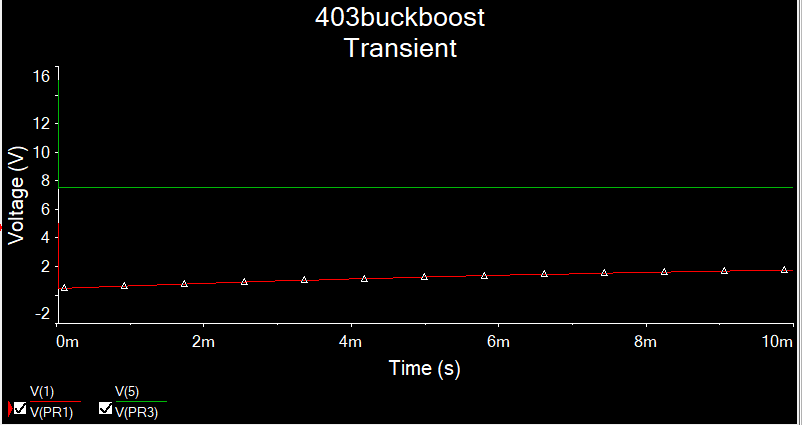 403buckboost
Transient
16
12
10
8
6
4
2
-2
Voltage (V)
0m
2m
4m
6m
8m
10m
Time (s)
V(1)
V(5)
V(PR1)
V(PR3)